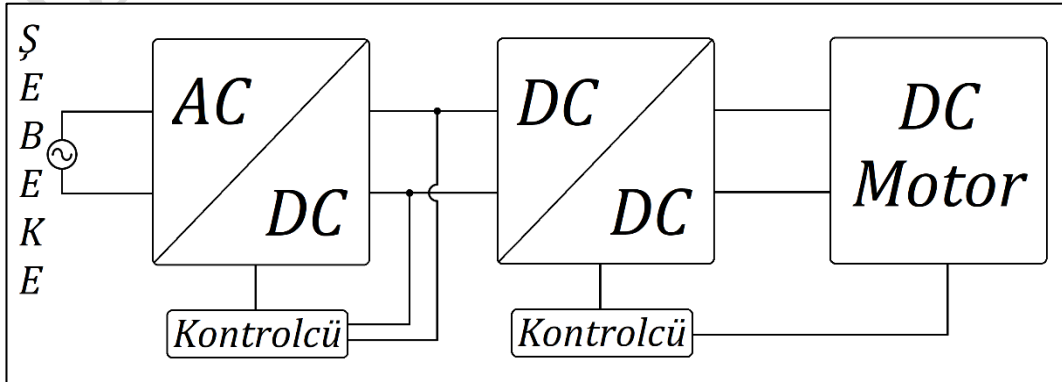 ŞEBEKE
AC
DC
DC
DC
DC
Motor
Kontrolcü
Kontrolcü